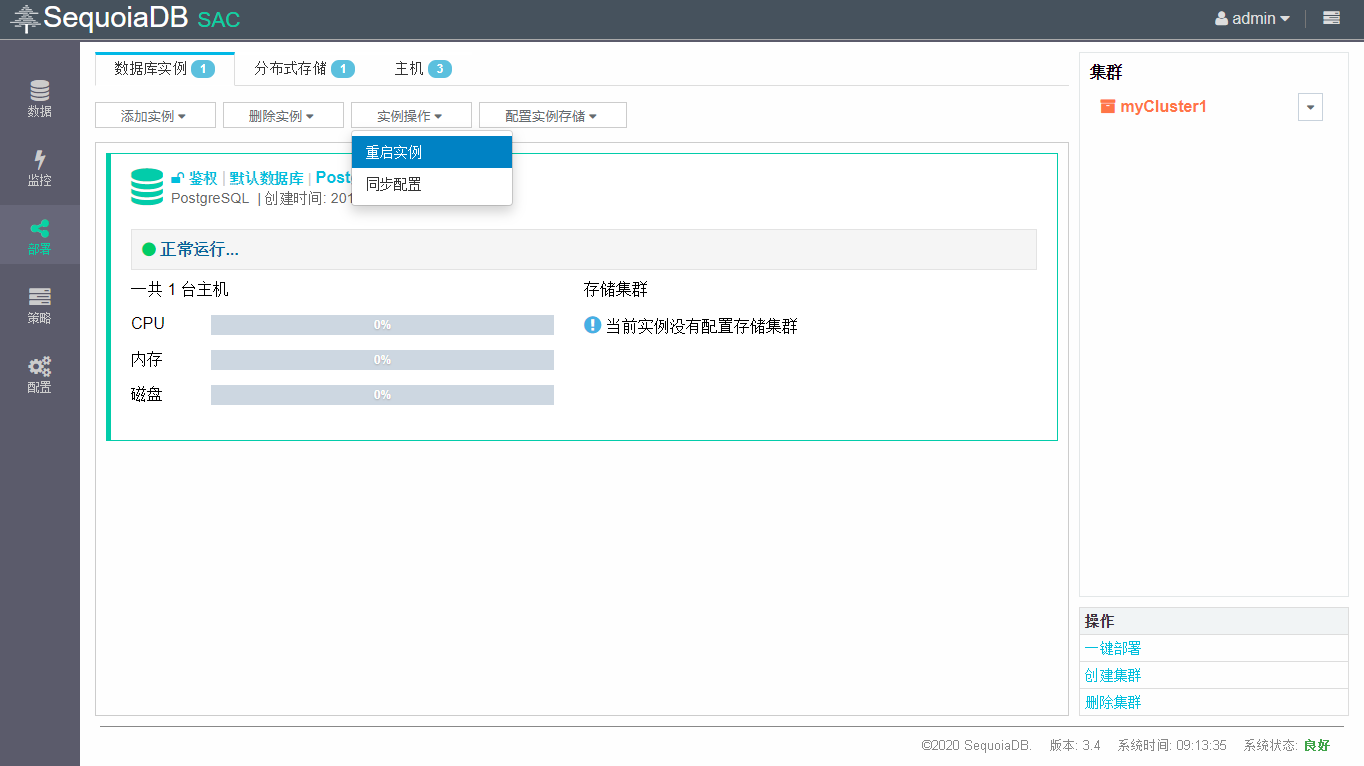 SequoiaDB SAC
admin
数据
监控
部署
策略
配置
数据库实例 1
分布式存储 1
主机 3
添加实例
删除实例
实例操作
配置实例存储
重启实例
同步配置
鉴权 | 默认数据库 |
PostgreSQL | 创建时间:
正常运行...
一共 1 台主机
CPU 0%
内存 0%
磁盘 0%
存储集群
当前实例没有配置存储集群
集群
myCluster1
操作
一键部署
创建集群
删除集群
©2020 SequoiaDB. 版本: 3.4 系统时间: 09:13:35 系统状态: 良好